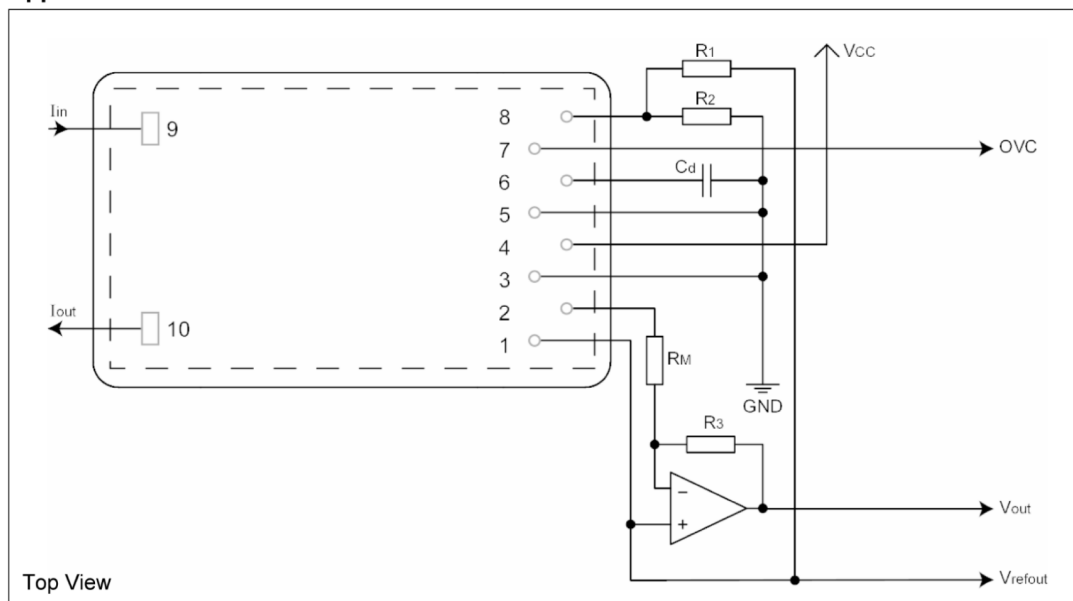 R1
VCC
R2
8
Iin
9
7
OVC
Cd
6
5
4
3
2
Iout
10
1
RM
GND
R3
−
+
Vout
Vrefout
Top View